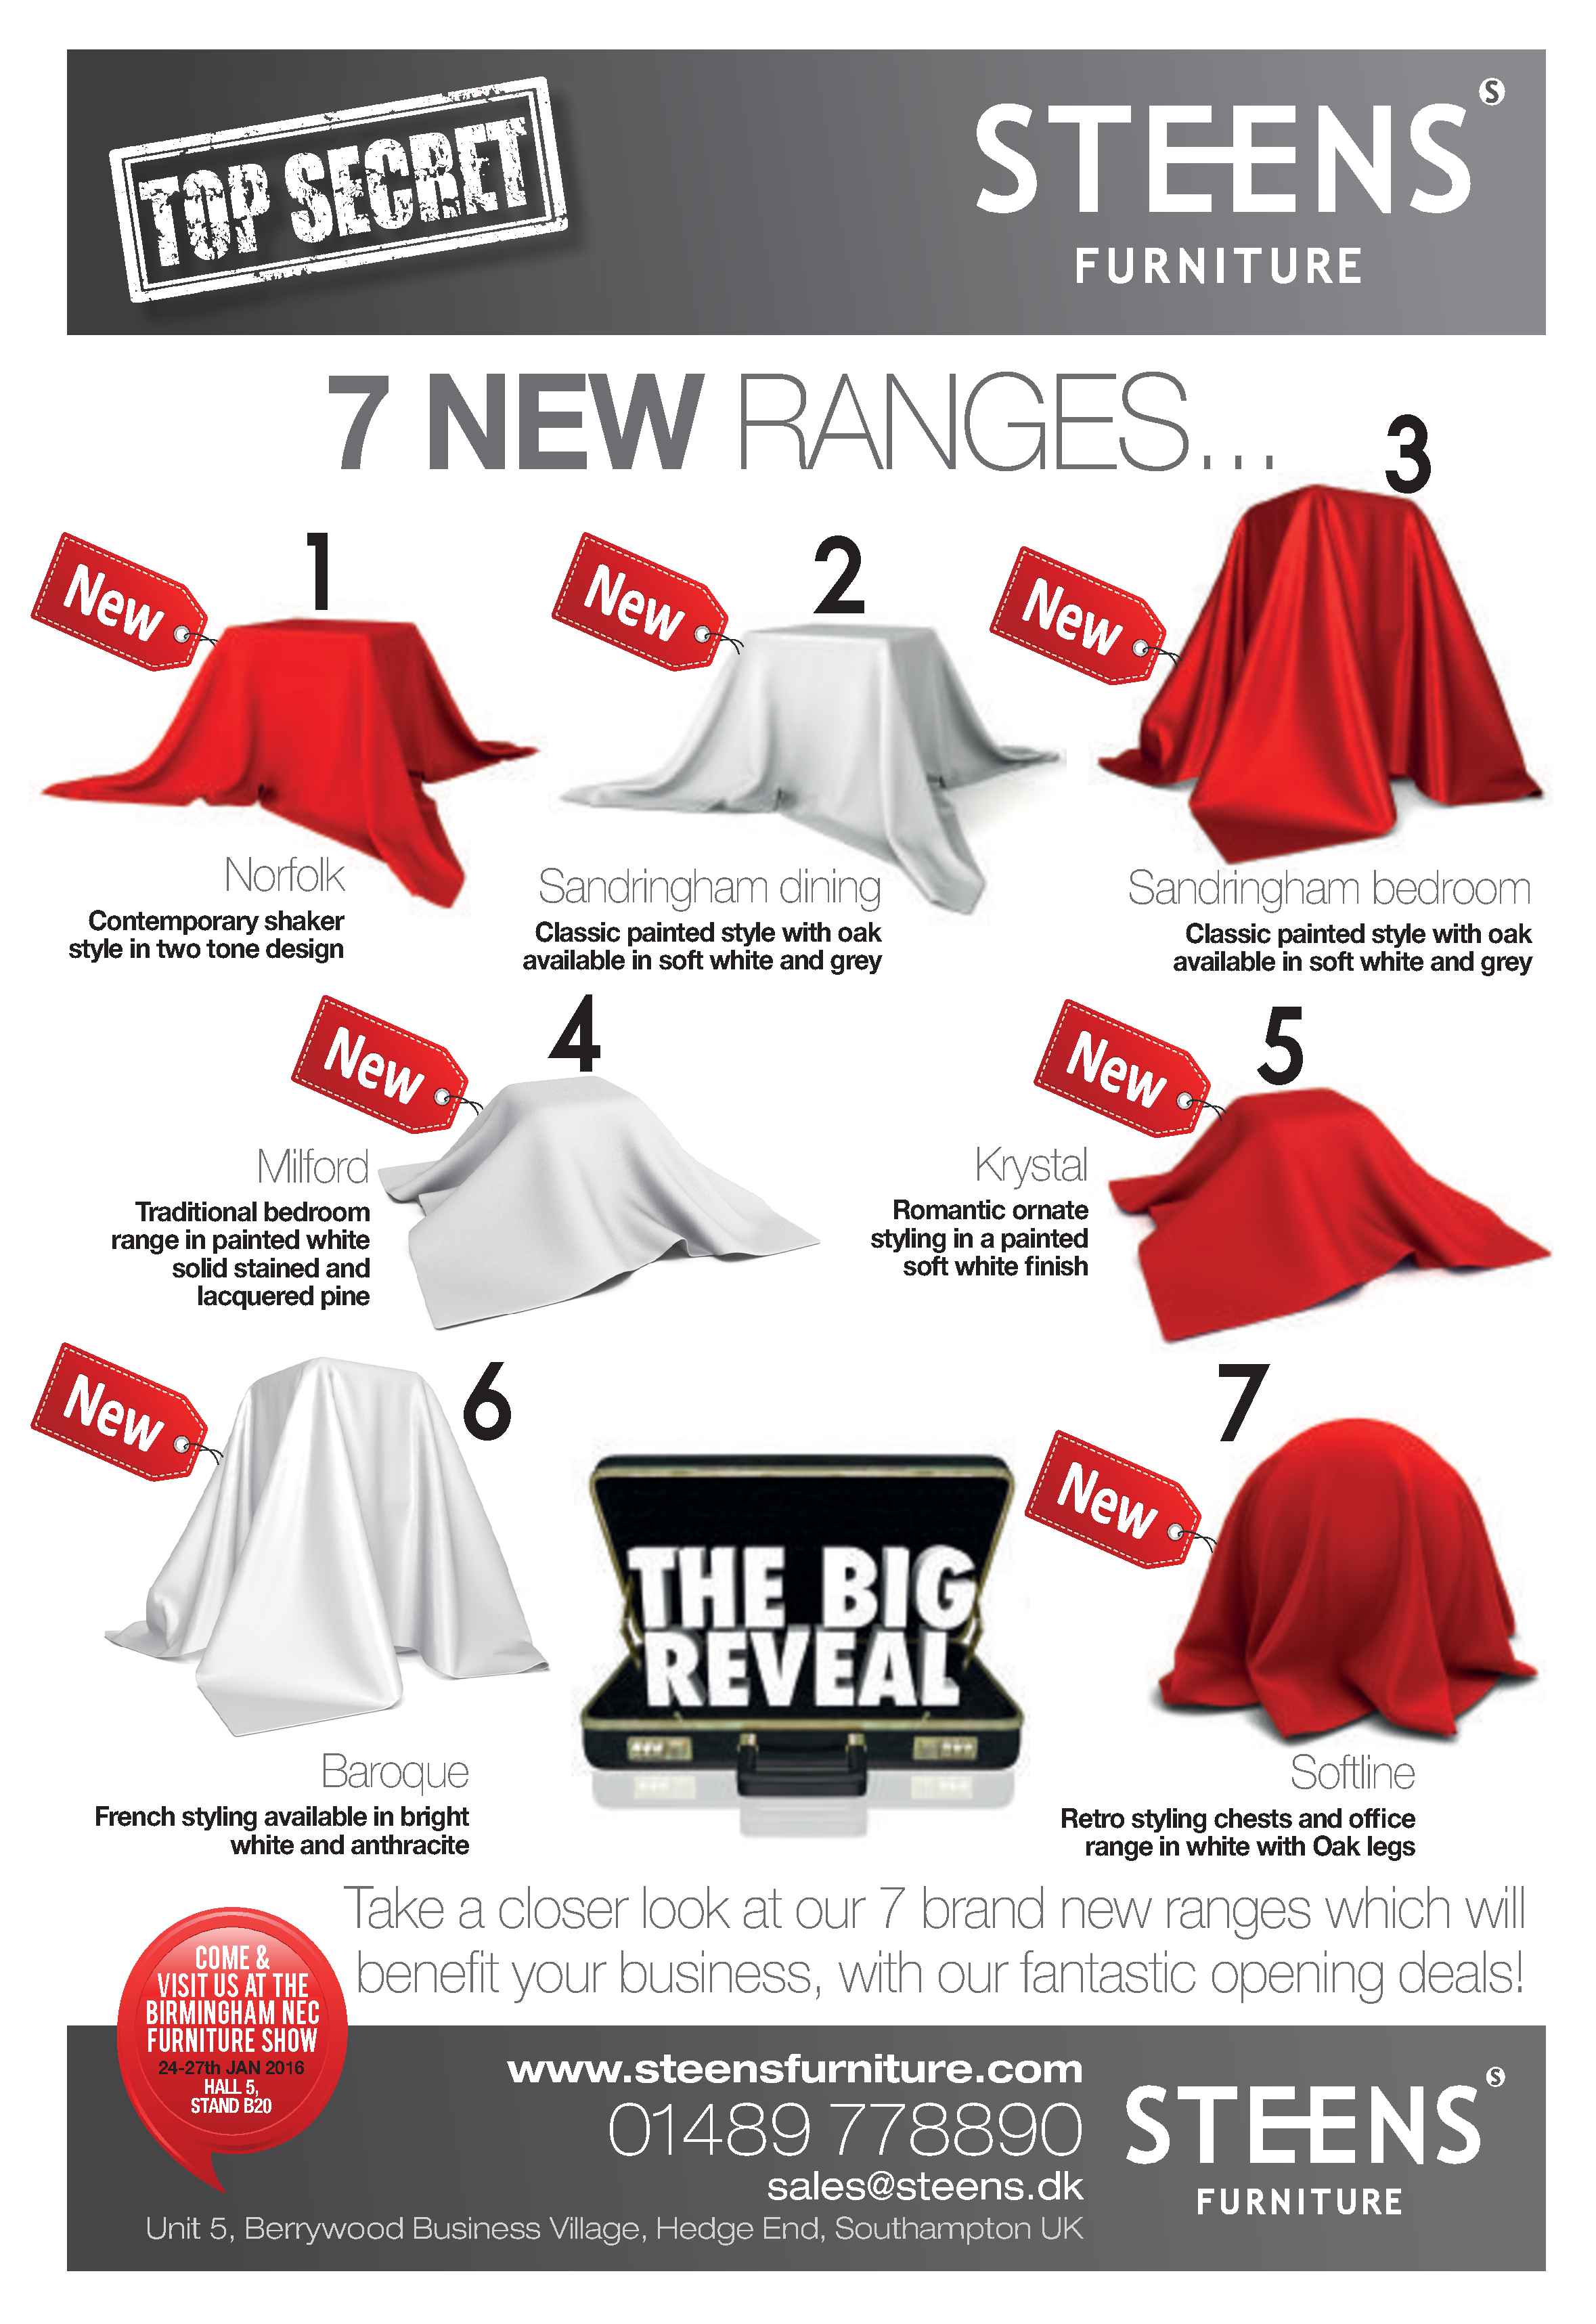 TOP SECRET
STEENS
S
FURNITURE
7 NEW RANGES...
1
New
2
New
3
New
Norfolk
Contemporary shaker
style in two tone design
Sandringham dining
Classic painted style with oak
available in soft white and grey
Sandringham bedroom
Classic painted style with oak
available in soft white and grey
4
New
Milford
Traditional bedroom
range in painted white
solid stained and
lacquered pine
5
New
Krystal
Romantic ornate
styling in a painted
soft white finish
6
New
Baroque
French styling available in bright
white and anthracite
THE BIG
REVEAL
7
New
Softline
Retro styling chests and office
range in white with Oak legs
Take a closer look at our 7 brand new ranges which will
benefit your business, with our fantastic opening deals!
COME &
VISIT US AT THE
BIRMINGHAM NEC
FURNITURE SHOW
24-27th JAN 2016
HALL 5,
STAND B20
www.steensfurniture.com
01489 778890
sales@steens.dk
Unit 5, Berrywood Business Village, Hedge End, Southampton UK
STEENS
S
FURNITURE